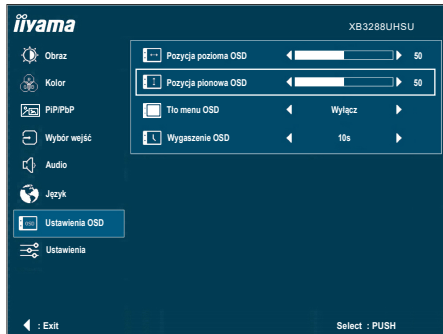 iiyama
XB3288UHSU
Obraz
Kolor
PiP/PbP
Wybór wejść
Audio
Język
Ustawienia OSD
Ustawienia
Pozycja pozioma OSD 50
Pozycja pionowa OSD 50
Tło menu OSD Wyłącz
Wygaszenie OSD 10s
: Exit
Select : PUSH